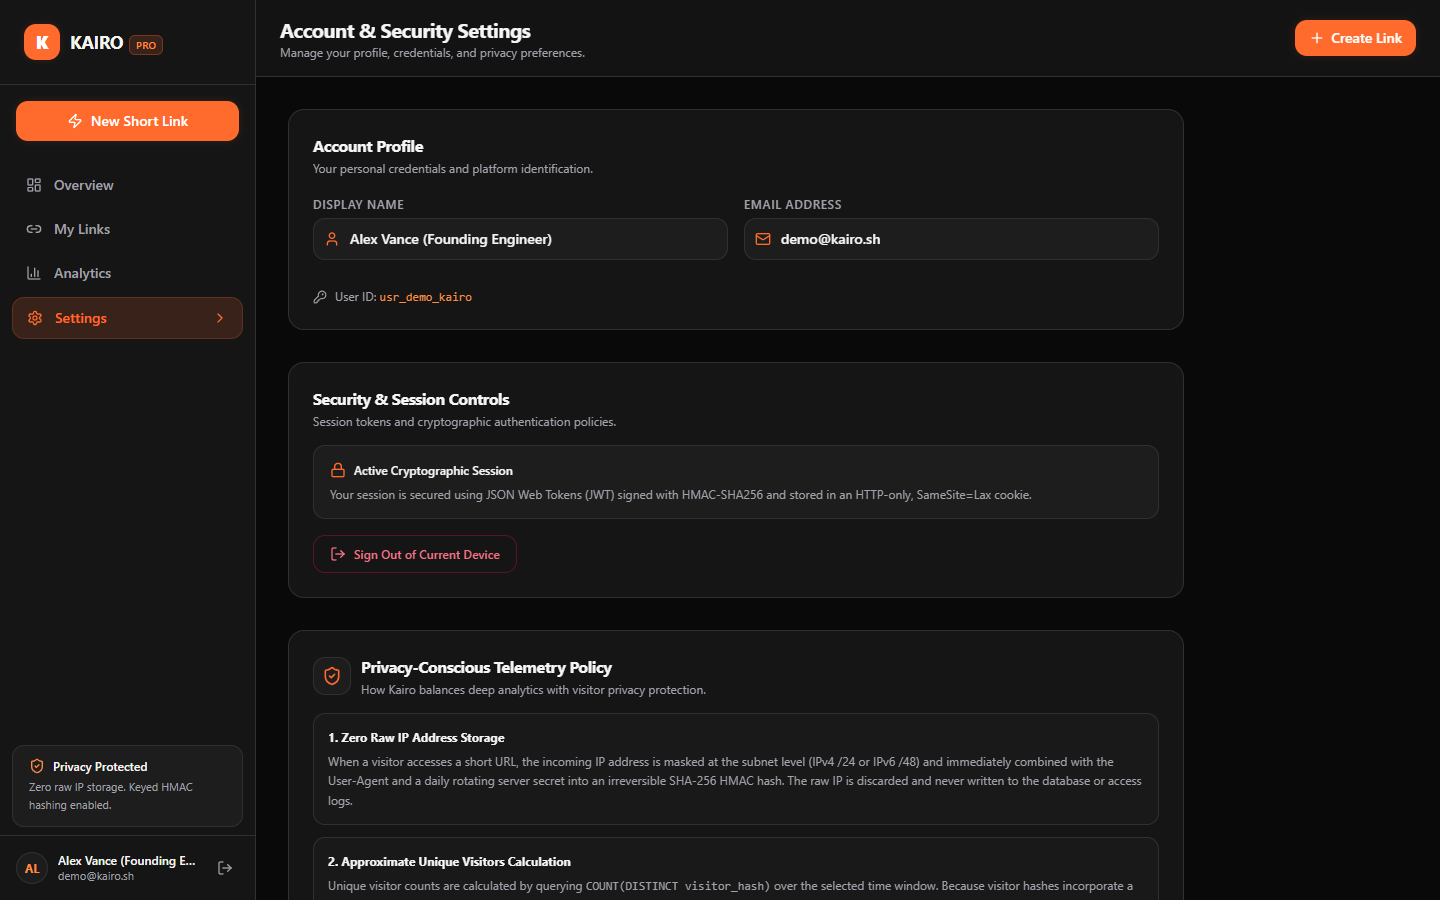 K KAIRO PRO
New Short Link
Overview
My Links
Analytics
Settings
Privacy Protected
Zero raw IP storage. Keyed HMAC
hashing enabled.
AL
Alex Vance (Founding E...
demo@kairo.sh
Account & Security Settings
Manage your profile, credentials, and privacy preferences.
Create Link
Account Profile
Your personal credentials and platform identification.
DISPLAY NAME
Alex Vance (Founding Engineer)
EMAIL ADDRESS
demo@kairo.sh
User ID: usr_demo_kairo
Security & Session Controls
Session tokens and cryptographic authentication policies.
Active Cryptographic Session
Your session is secured using JSON Web Tokens (JWT) signed with HMAC-SHA256 and stored in an HTTP-only, SameSite=Lax cookie.
Sign Out of Current Device
Privacy-Conscious Telemetry Policy
How Kairo balances deep analytics with visitor privacy protection.
1. Zero Raw IP Address Storage
When a visitor accesses a short URL, the incoming IP address is masked at the subnet level (IPv4 /24 or IPv6 /48) and immediately combined with the
User-Agent and a daily rotating server secret into an irreversible SHA-256 HMAC hash. The raw IP is discarded and never written to the database or access
logs.
2. Approximate Unique Visitors Calculation
Unique visitor counts are calculated by querying COUNT(DISTINCT visitor_hash) over the selected time window. Because visitor hashes incorporate a